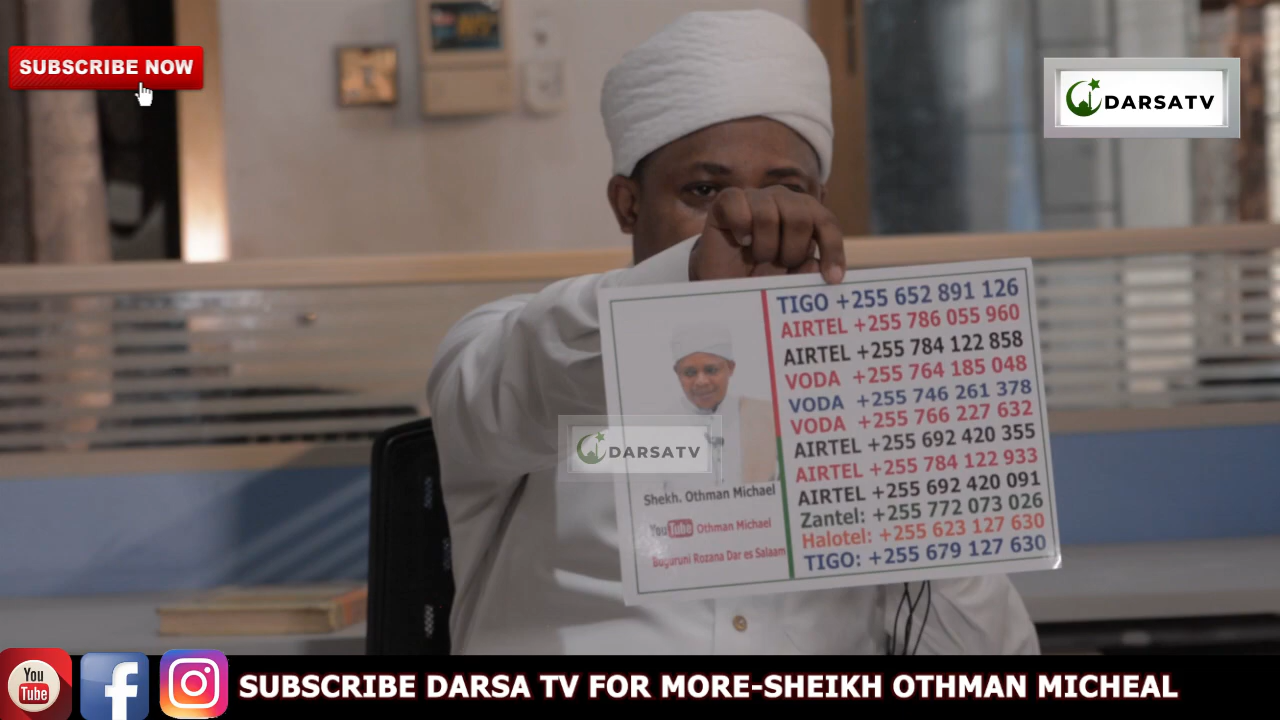 SUBSCRIBE NOW
DARSATV
TIGO +255 652 891 126
AIRTEL +255 786 055 960
AIRTEL +255 784 122 858
VODA +255 764 185 048
VODA +255 746 261 378
VODA +255 766 227 632
AIRTEL +255 692 420 355
AIRTEL +255 784 122 933
AIRTEL +255 692 420 091
Zantel: +255 772 073 026
Halotel: +255 623 127 630
TIGO: +255 679 127 630
DARSATV
Shekh. Othman Michael
YouTube Othman Michael
Buguruni Rozana Dar es Salaam
You Tube
SUBSCRIBE DARSA TV FOR MORE-SHEIKH OTHMAN MICHEAL